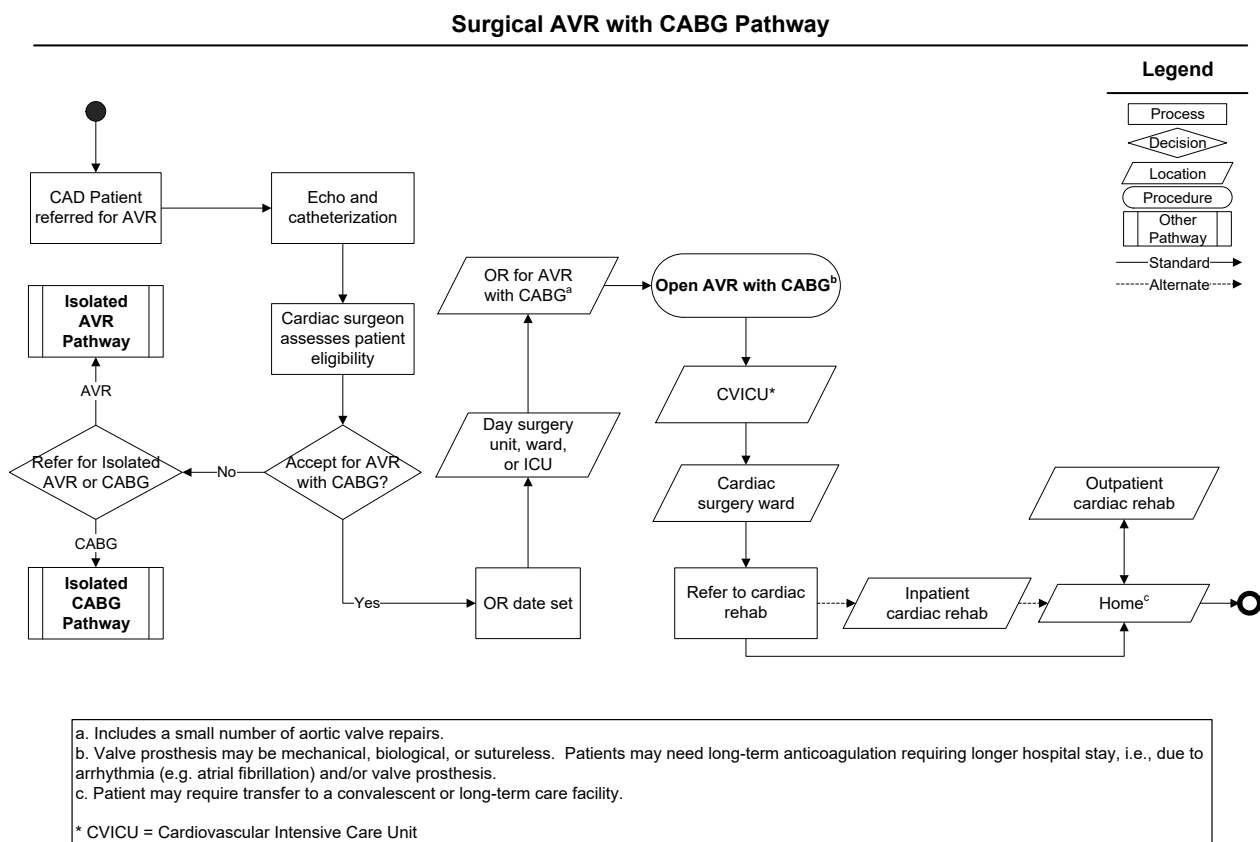 Surgical AVR with CABG Pathway
Legend
Process
Decision
Location
Procedure
Other
Pathway
Standard
Alternate
CAD Patient
referred for AVR
Echo and
catheterization
Cardiac surgeon
assesses patient
eligibility
Accept for AVR
with CABG?
No
Refer for Isolated
AVR or CABG
AVR
Isolated
AVR
Pathway
CABG
Isolated
CABG
Pathway
Yes
OR date set
Day surgery
unit, ward,
or ICU
OR for AVR
with CABGa
Open AVR with CABGb
CVICU*
Cardiac
surgery ward
Refer to cardiac
rehab
Inpatient
cardiac rehab
Outpatient
cardiac rehab
Homec
a. Includes a small number of aortic valve repairs.
b. Valve prosthesis may be mechanical, biological, or sutureless. Patients may need long-term anticoagulation requiring longer hospital stay, i.e., due to
arrhythmia (e.g. atrial fibrillation) and/or valve prosthesis.
c. Patient may require transfer to a convalescent or long-term care facility.
* CVICU = Cardiovascular Intensive Care Unit